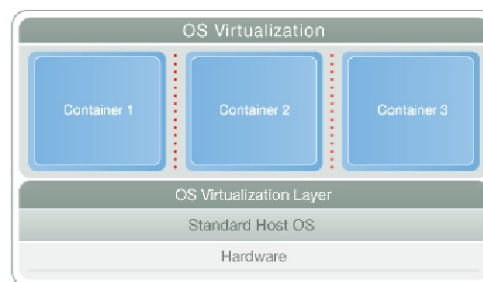 OS Virtualization
Container 1 Container 2 Container 3
OS Virtualization Layer
Standard Host OS
Hardware